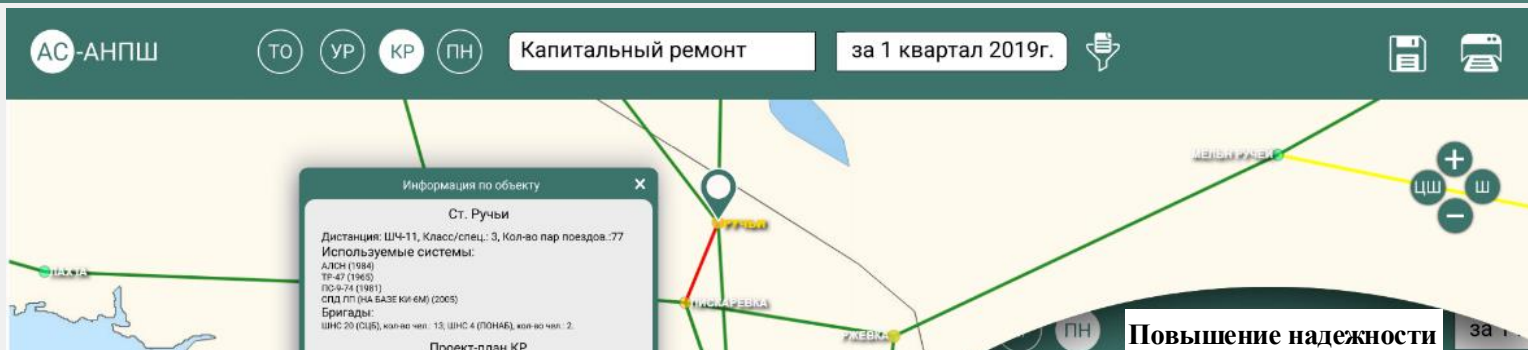 АС-АНПШ
ТО УР КР ПН
Капитальный ремонт
за 1 квартал 2019г.
МЕЛЬН РУЧЕЙ
ЦШ Ш
Информация по объекту
Ст. Ручьи
Дистанция: ШЧ-11, Класс/спец.: 3, Кол-во пар поездов.:77
Используемые системы:
АЛСН (1984)
ТР-47 (1965)
ПС-9-74 (1981)
СПД ЛП (НА БАЗЕ КИ-6М) (2005)
Бригады:
ШНС 20 (СЦБ), кол-во чел.: 13, ШНС 4 (ПОНАБ), кол-во чел.: 2.
Проект-план КР
РУЧЬИ
ЛАХТА
ПИСКАРЕВКА
РЖЕВКА
ПН
Повышение надежности
за 1